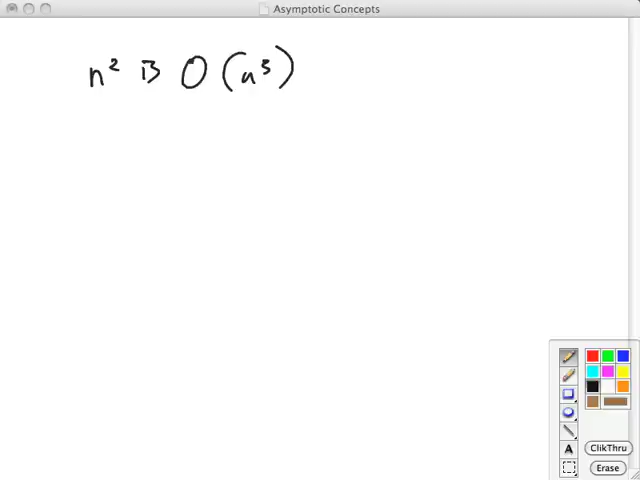 Asymptotic Concepts
n² is O(n³)
A
ClikThru
Erase